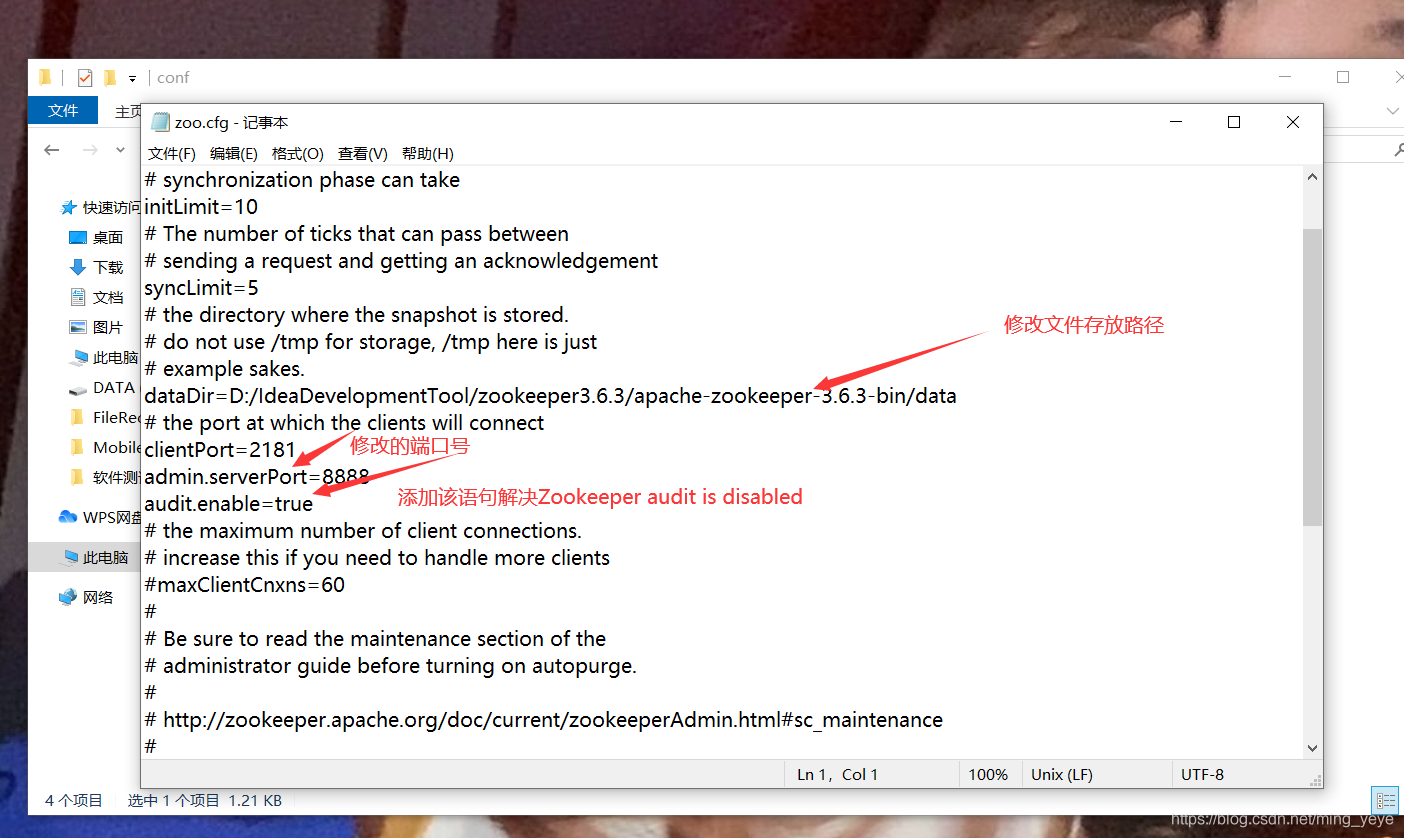 conf
文件
主页
zoo.cfg - 记事本
文件(F) 编辑(E) 格式(O) 查看(V) 帮助(H)
快速访问
桌面
下载
文档
图片
此电脑
DATA
FileRec
Mobile
软件测
WPS网盘
此电脑
网络
# synchronization phase can take
initLimit=10
# The number of ticks that can pass between
# sending a request and getting an acknowledgement
syncLimit=5
# the directory where the snapshot is stored.
# do not use /tmp for storage, /tmp here is just
# example sakes.
dataDir=D:/IdeaDevelopmentTool/zookeeper3.6.3/apache-zookeeper-3.6.3-bin/data
修改文件存放路径
# the port at which the clients will connect
clientPort=2181
修改的端口号
admin.serverPort=8888
audit.enable=true
添加该语句解决Zookeeper audit is disabled
# the maximum number of client connections.
# increase this if you need to handle more clients
#maxClientCnxns=60
#
# Be sure to read the maintenance section of the
# administrator guide before turning on autopurge.
#
# http://zookeeper.apache.org/doc/current/zookeeperAdmin.html#sc_maintenance
#
Ln 1, Col 1 100% Unix (LF) UTF-8
4 个项目 选中 1 个项目 1.21 KB
https://blog.csdn.net/ming_yeye